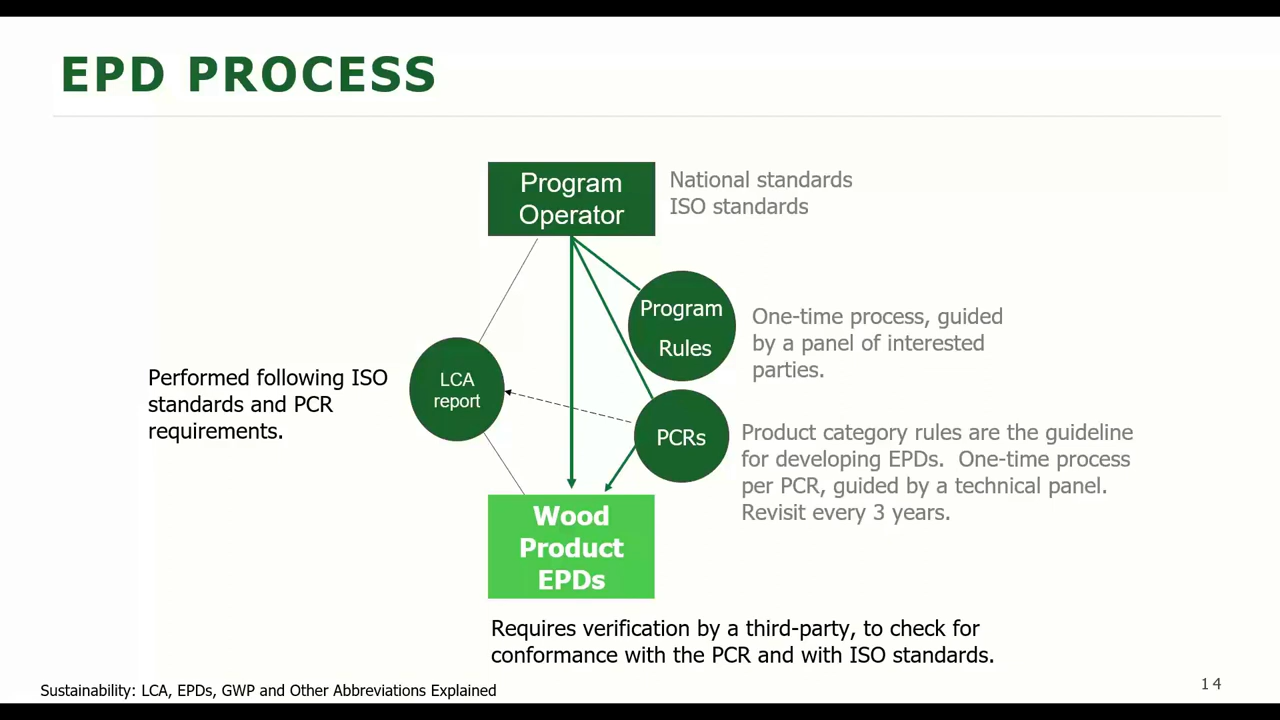 EPD PROCESS
Program
Operator
National standards
ISO standards
Program
Rules
One-time process, guided
by a panel of interested
parties.
LCA
report
Performed following ISO
standards and PCR
requirements.
PCRs
Product category rules are the guideline
for developing EPDs.  One-time process
per PCR, guided by a technical panel.
Revisit every 3 years.
Wood
Product
EPDs
Requires verification by a third-party, to check for
conformance with the PCR and with ISO standards.
Sustainability: LCA, EPDs, GWP and Other Abbreviations Explained
14